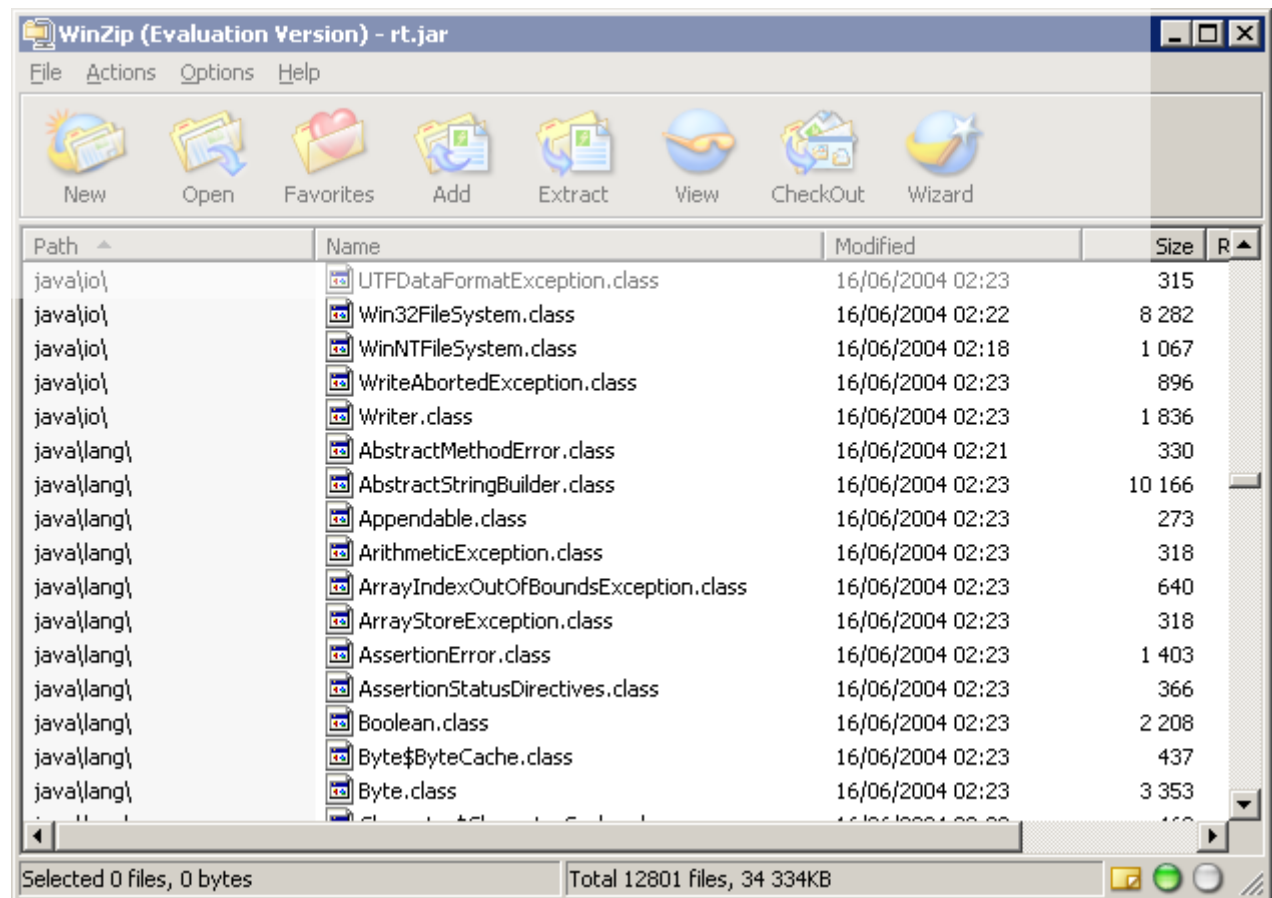 WinZip (Evaluation Version) - rt.jar
File Actions Options Help
New Open Favorites Add Extract View CheckOut Wizard
Path Name Modified Size R
java\io\ UTFDataFormatException.class 16/06/2004 02:23 315
java\io\ Win32FileSystem.class 16/06/2004 02:22 8 282
java\io\ WinNTFileSystem.class 16/06/2004 02:18 1 067
java\io\ WriteAbortedException.class 16/06/2004 02:23 896
java\io\ Writer.class 16/06/2004 02:23 1 836
java\lang\ AbstractMethodError.class 16/06/2004 02:21 330
java\lang\ AbstractStringBuilder.class 16/06/2004 02:23 10 166
java\lang\ Appendable.class 16/06/2004 02:23 273
java\lang\ ArithmeticException.class 16/06/2004 02:23 318
java\lang\ ArrayIndexOutOfBoundsException.class 16/06/2004 02:23 640
java\lang\ ArrayStoreException.class 16/06/2004 02:23 318
java\lang\ AssertionError.class 16/06/2004 02:23 1 403
java\lang\ AssertionStatusDirectives.class 16/06/2004 02:23 366
java\lang\ Boolean.class 16/06/2004 02:23 2 208
java\lang\ Byte$ByteCache.class 16/06/2004 02:23 437
java\lang\ Byte.class 16/06/2004 02:23 3 353
Selected 0 files, 0 bytes Total 12801 files, 34 334KB